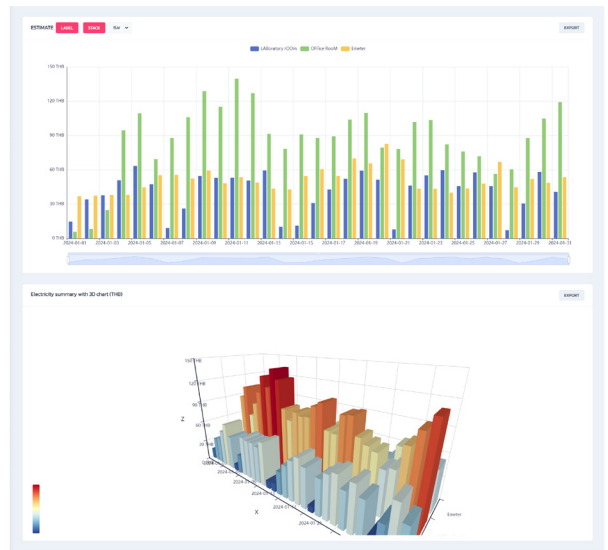 ESTIMATE LABEL STACK Bar EXPORT
Laboratory rooms Office Room Exeter
150 THB
120 THB
90 THB
60 THB
30 THB
0 THB
2024-01-01 2024-01-03 2024-01-05 2024-01-07 2024-01-09 2024-01-11 2024-01-13 2024-01-15 2024-01-17 2024-01-19 2024-01-21 2024-01-23 2024-01-25 2024-01-27 2024-01-29 2024-01-31
Electricity summary with 3D chart (THB) EXPORT
150 THB
120 THB
90 THB
Z
60 THB
30 THB
X
Exeter